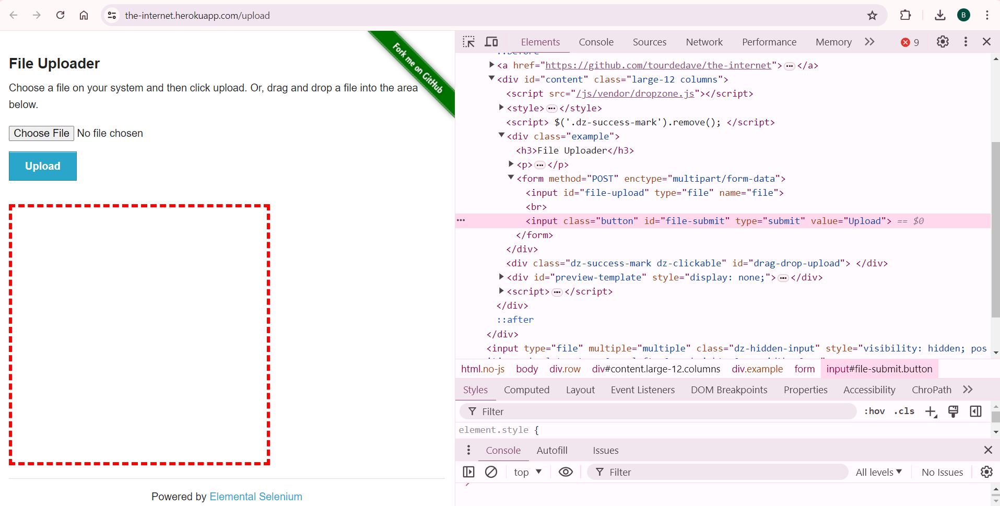 the-internet.herokuapp.com/upload
B
File Uploader
Choose a file on your system and then click upload. Or, drag and drop a file into the area
below.
Choose File No file chosen
Upload
Fork me on GitHub
Powered by Elemental Selenium
Elements Console Sources Network Performance Memory 9
::before
<a href="https://github.com/tourdedave/the-internet">…</a>
<div id="content" class="large-12 columns">
<script src="/js/vendor/dropzone.js"></script>
<style>…</style>
<script> $('.dz-success-mark').remove(); </script>
<div class="example">
<h3>File Uploader</h3>
<p>…</p>
<form method="POST" enctype="multipart/form-data">
<input id="file-upload" type="file" name="file">
<br>
<input class="button" id="file-submit" type="submit" value="Upload"> == $0
</form>
</div>
<div class="dz-success-mark dz-clickable" id="drag-drop-upload"> </div>
<div id="preview-template" style="display: none;">…</div>
<script>…</script>
</div>
::after
</div>
<input type="file" multiple="multiple" class="dz-hidden-input" style="visibility: hidden; pos
html.no-js body div.row div#content.large-12.columns div.example form input#file-submit.button
Styles Computed Layout Event Listeners DOM Breakpoints Properties Accessibility ChroPath
Filter :hov .cls
element.style {
Console Autofill Issues
top Filter All levels No Issues